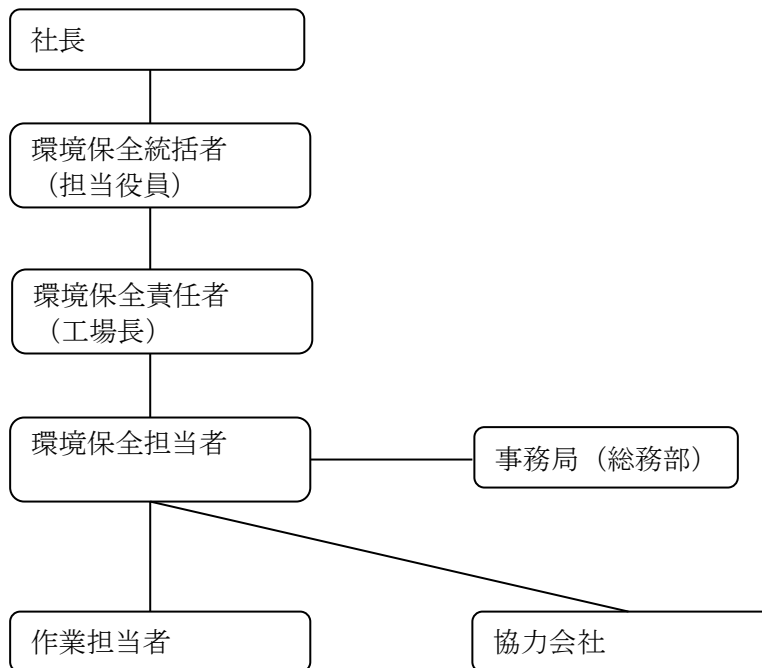 社長
環境保全統括者
（担当役員）
環境保全責任者
（工場長）
環境保全担当者
事務局（総務部）
作業担当者
協力会社